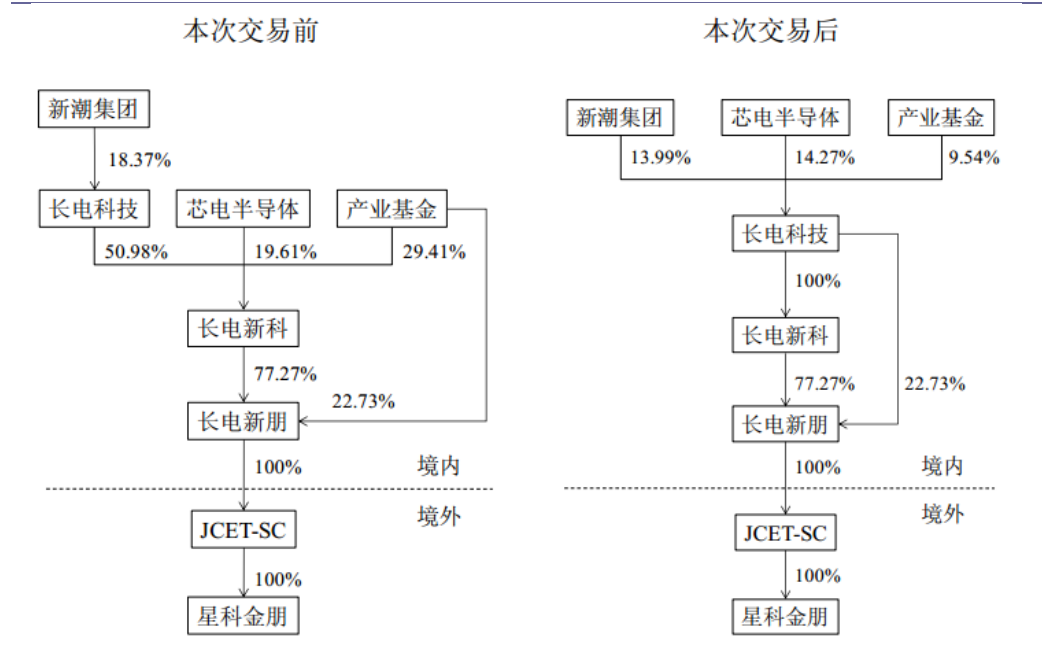 本次交易前
新潮集团
18.37%
长电科技
芯电半导体
产业基金
50.98%
19.61%
29.41%
长电新科
77.27%
22.73%
长电新朋
100%
境内
境外
JCET-SC
100%
星科金朋
本次交易后
新潮集团
芯电半导体
产业基金
13.99%
14.27%
9.54%
长电科技
100%
长电新科
77.27%
22.73%
长电新朋
100%
境内
境外
JCET-SC
100%
星科金朋